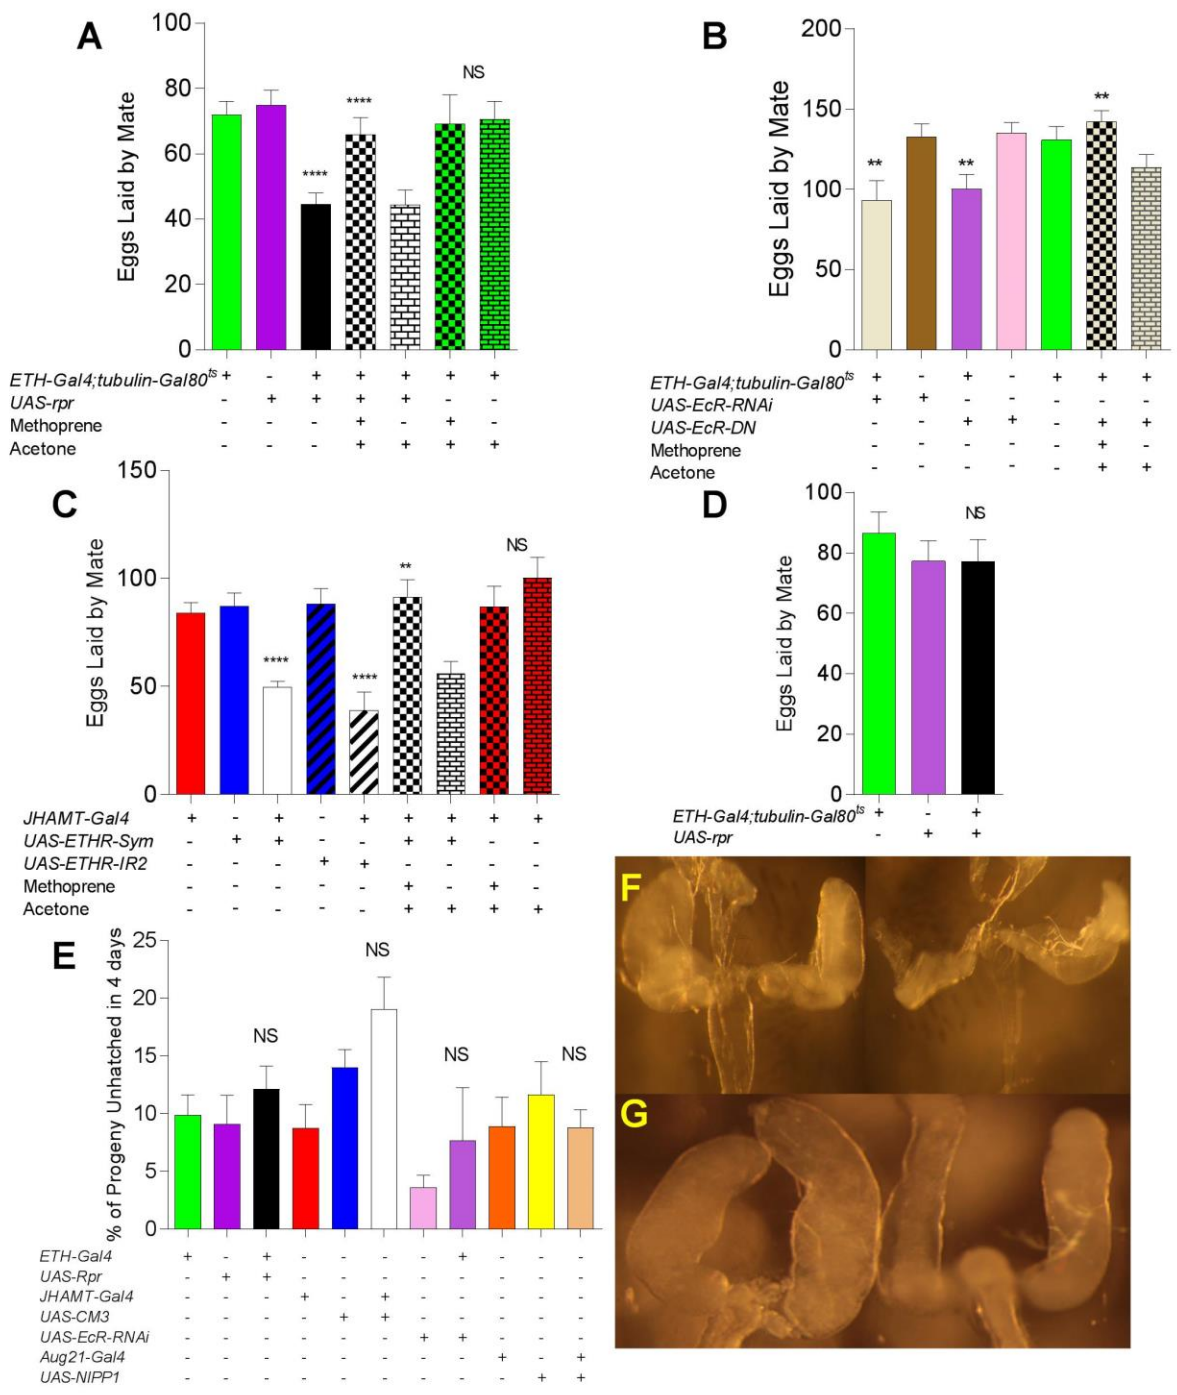 A
Eggs Laid by Mate
100
80
60
40
20
0
****
****
NS
ETH-Gal4;tubulin-Gal80ts + - + + + + +
UAS-rpr - + + + + - -
Methoprene - - - + - + -
Acetone - - - + + + +
B
Eggs Laid by Mate
200
150
100
50
0
**
**
**
ETH-Gal4;tubulin-Gal80ts + - + - + + +
UAS-EcR-RNAi + + - - - - -
UAS-EcR-DN - - + + - + +
Methoprene - - - - - + -
Acetone - - - - - + +
C
Eggs Laid by Mate
150
100
50
0
****
****
**
NS
JHAMT-Gal4 + - + - + + + + +
UAS-ETHR-Sym - + + - - + + - -
UAS-ETHR-IR2 - - - + + - - - -
Methoprene - - - - - + - + -
Acetone - - - - - + + + +
D
Eggs Laid by Mate
100
80
60
40
20
0
NS
ETH-Gal4;tubulin-Gal80ts + - +
UAS-rpr - + +
E
% of Progeny Unhatched in 4 days
25
20
15
10
5
0
NS
NS
NS
NS
ETH-Gal4 + - + - - - - + - - -
UAS-Rpr - + + - - - - - - - -
JHAMT-Gal4 - - - + - + - - - - -
UAS-CM3 - - - - + + - - - - -
UAS-EcR-RNAi - - - - - - + + - - -
Aug21-Gal4 - - - - - - - - + - +
UAS-NIPP1 - - - - - - - - - + +
F
G